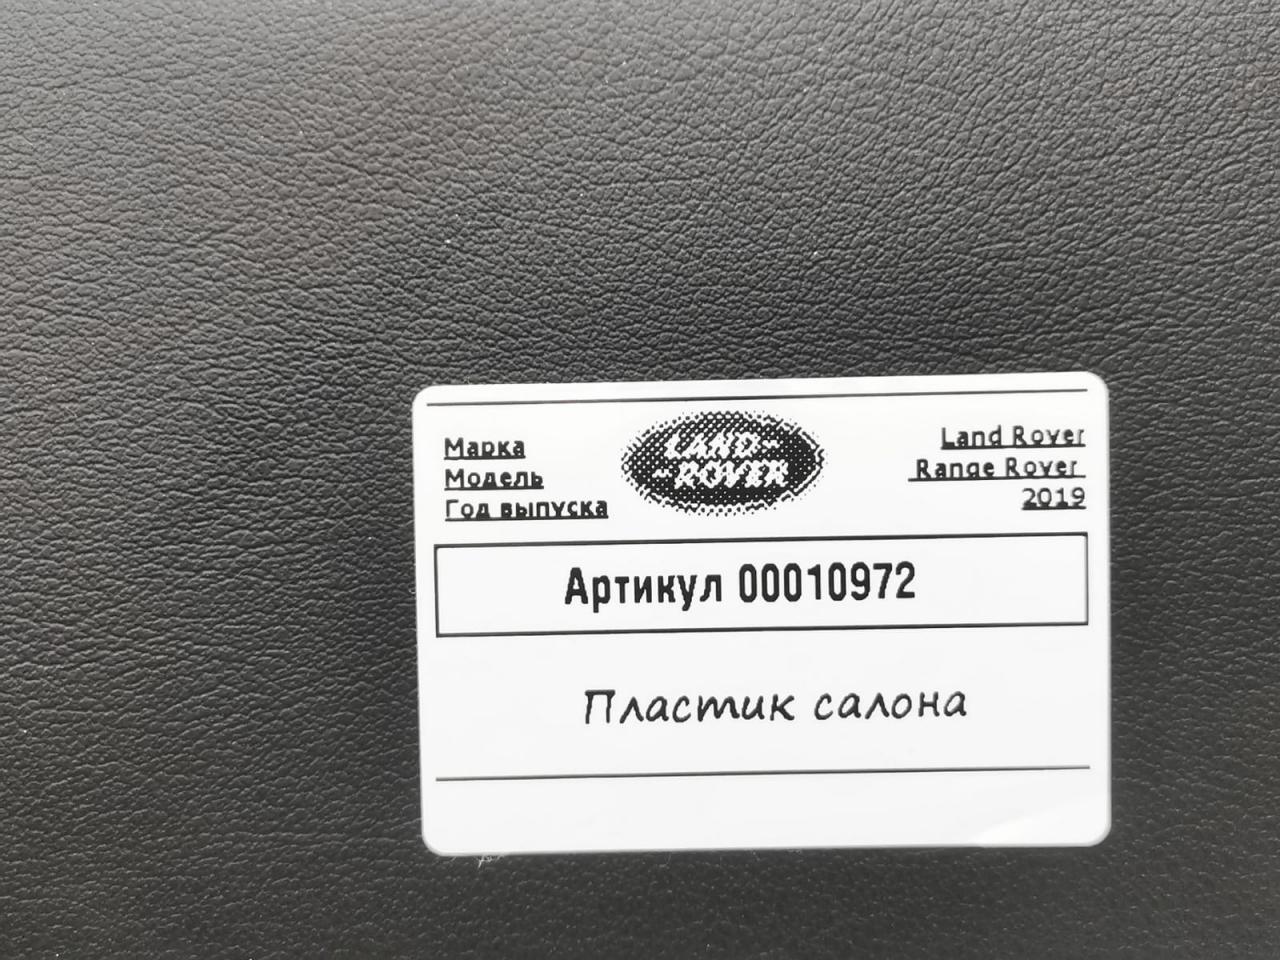 Марка
Модель
Год выпуска
LAND-
-ROVER
Land Rover
Range Rover
2019
Артикул 00010972
Пластик салона